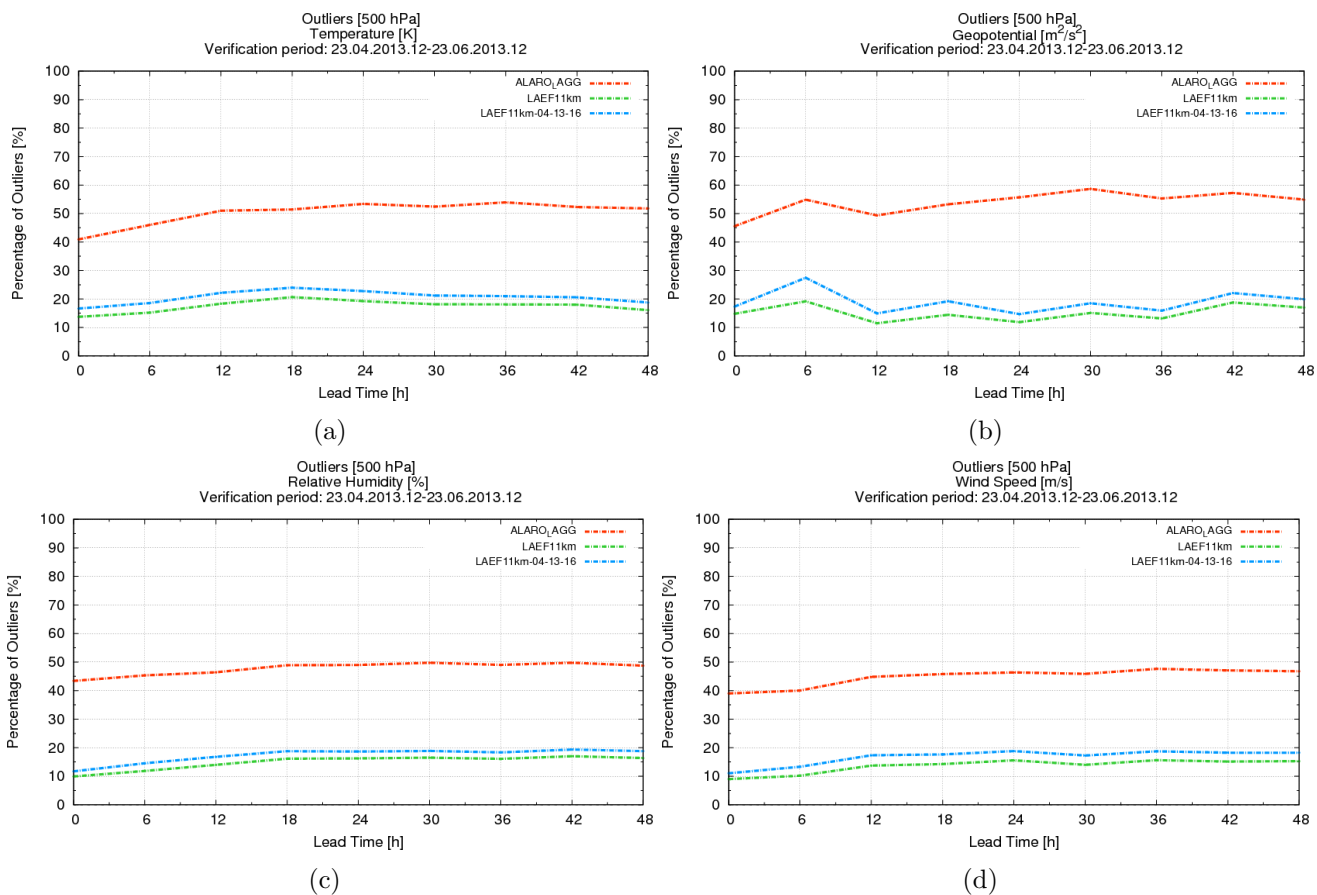 Outliers [500 hPa]
Temperature [K]
Verification period: 23.04.2013.12-23.06.2013.12
100
90
80
70
60
50
40
30
20
10
0
Percentage of Outliers [%]
ALARO_LAGG
LAEF11km
LAEF11km-04-13-16
0 6 12 18 24 30 36 42 48
Lead Time [h]
(a)
Outliers [500 hPa]
Geopotential [m²/s²]
Verification period: 23.04.2013.12-23.06.2013.12
100
90
80
70
60
50
40
30
20
10
0
Percentage of Outliers [%]
ALARO_LAGG
LAEF11km
LAEF11km-04-13-16
0 6 12 18 24 30 36 42 48
Lead Time [h]
(b)
Outliers [500 hPa]
Relative Humidity [%]
Verification period: 23.04.2013.12-23.06.2013.12
100
90
80
70
60
50
40
30
20
10
0
Percentage of Outliers [%]
ALARO_LAGG
LAEF11km
LAEF11km-04-13-16
0 6 12 18 24 30 36 42 48
Lead Time [h]
(c)
Outliers [500 hPa]
Wind Speed [m/s]
Verification period: 23.04.2013.12-23.06.2013.12
100
90
80
70
60
50
40
30
20
10
0
Percentage of Outliers [%]
ALARO_LAGG
LAEF11km
LAEF11km-04-13-16
0 6 12 18 24 30 36 42 48
Lead Time [h]
(d)